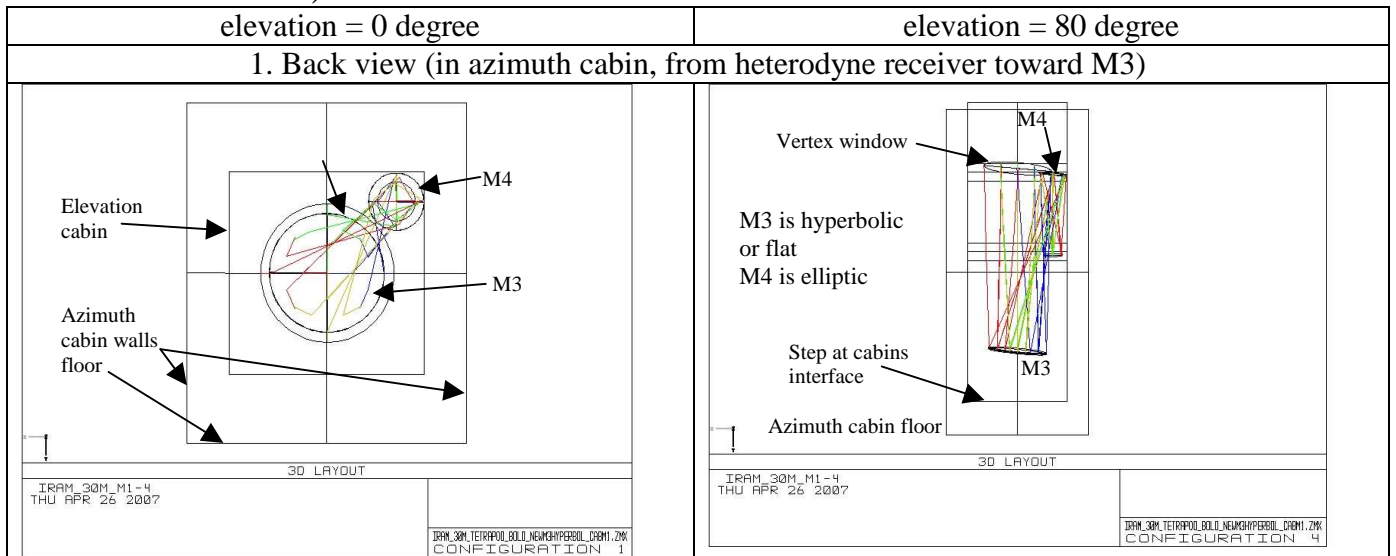 elevation = 0 degree
elevation = 80 degree
1. Back view (in azimuth cabin, from heterodyne receiver toward M3)
M4
Elevation
cabin
M3
Azimuth
cabin walls
floor
3D LAYOUT
IRAM_30M_M1-4
THU APR 26 2007
IRAM_30M_TETRAPOD_BOLO_NEWM3HYPERBOL_CABM1.ZMX
CONFIGURATION 1
M4
Vertex window
M3 is hyperbolic
or flat
M4 is elliptic
Step at cabins
interface
M3
Azimuth cabin floor
3D LAYOUT
IRAM_30M_M1-4
THU APR 26 2007
IRAM_30M_TETRAPOD_BOLO_NEWM3HYPERBOL_CABM1.ZMX
CONFIGURATION 4